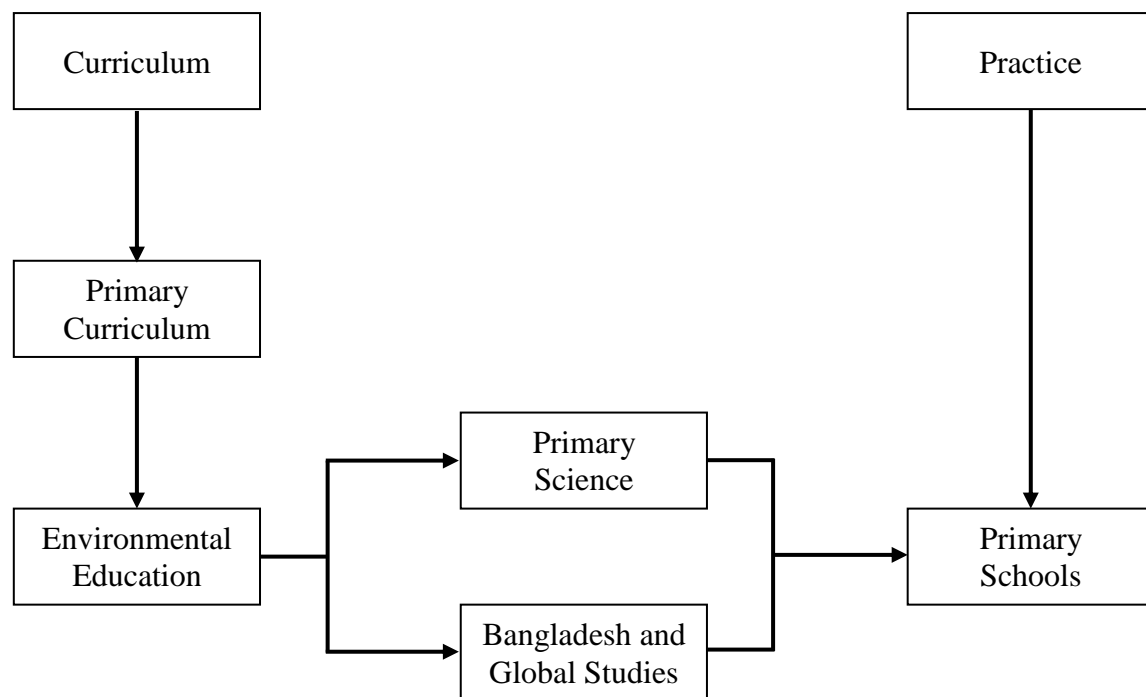 Curriculum
Practice
Primary
Curriculum
Primary
Science
Environmental
Education
Primary
Schools
Bangladesh and
Global Studies